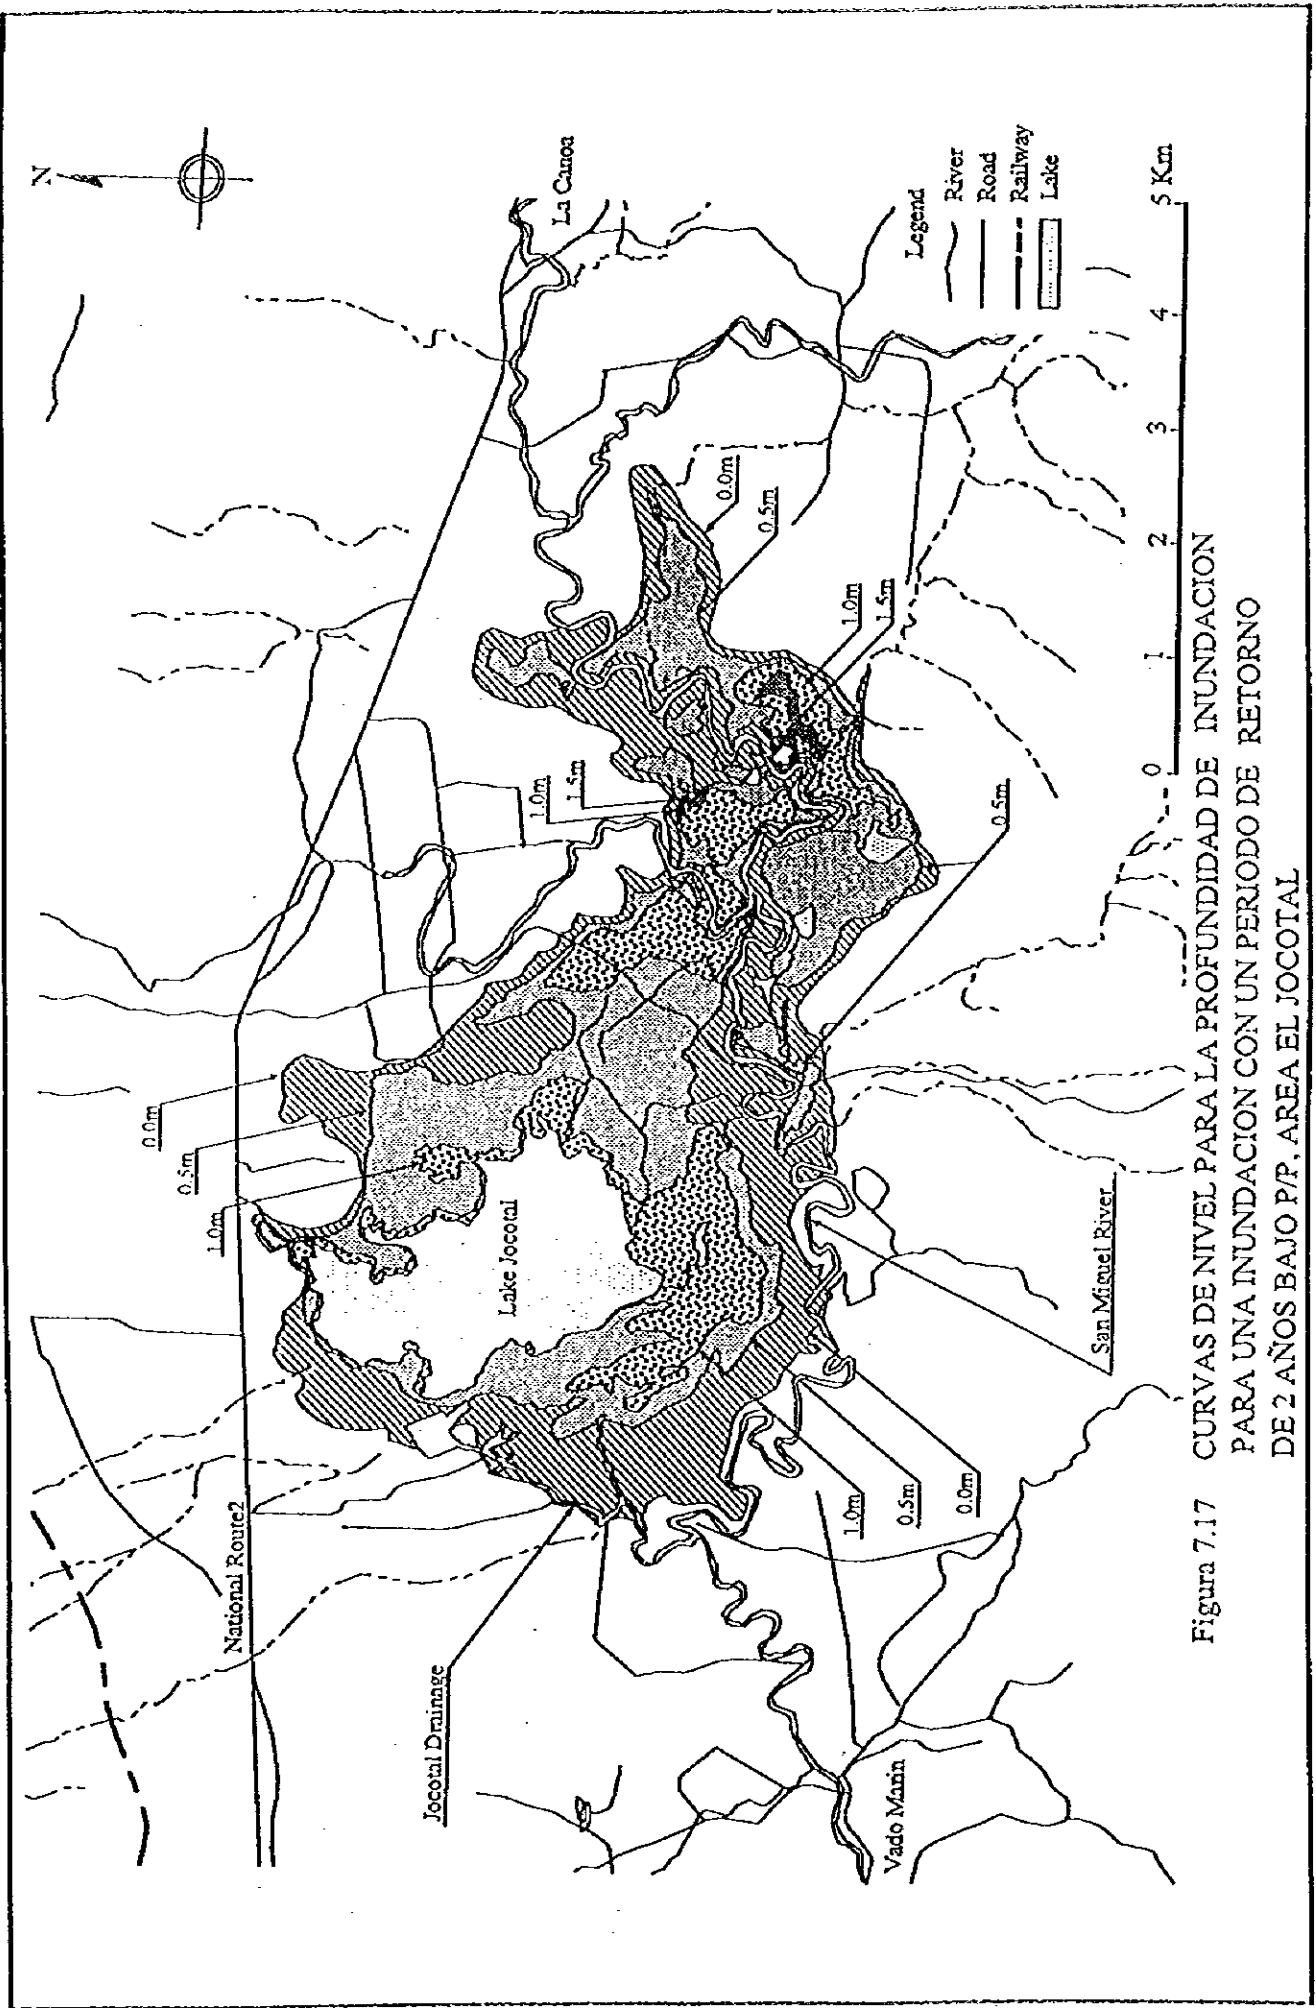 N
La Canoa
National Route2
0.0m
0.5m
1.0m
1.0m
1.5m
Lake Jocotal
0.0m
0.5m
1.0m
1.5m
0.5m
Jocotal Drainage
1.0m
0.5m
0.0m
San Miguel River
Vado Marin
Legend
River
Road
Railway
Lake
0 1 2 3 4 5 Km
Figura 7.17 CURVAS DE NIVEL PARA LA PROFUNDIDAD DE INUNDACION
PARA UNA INUNDACION CON UN PERIODO DE RETORNO
DE 2 AÑOS BAJO P/P, AREA EL JOCOTAL